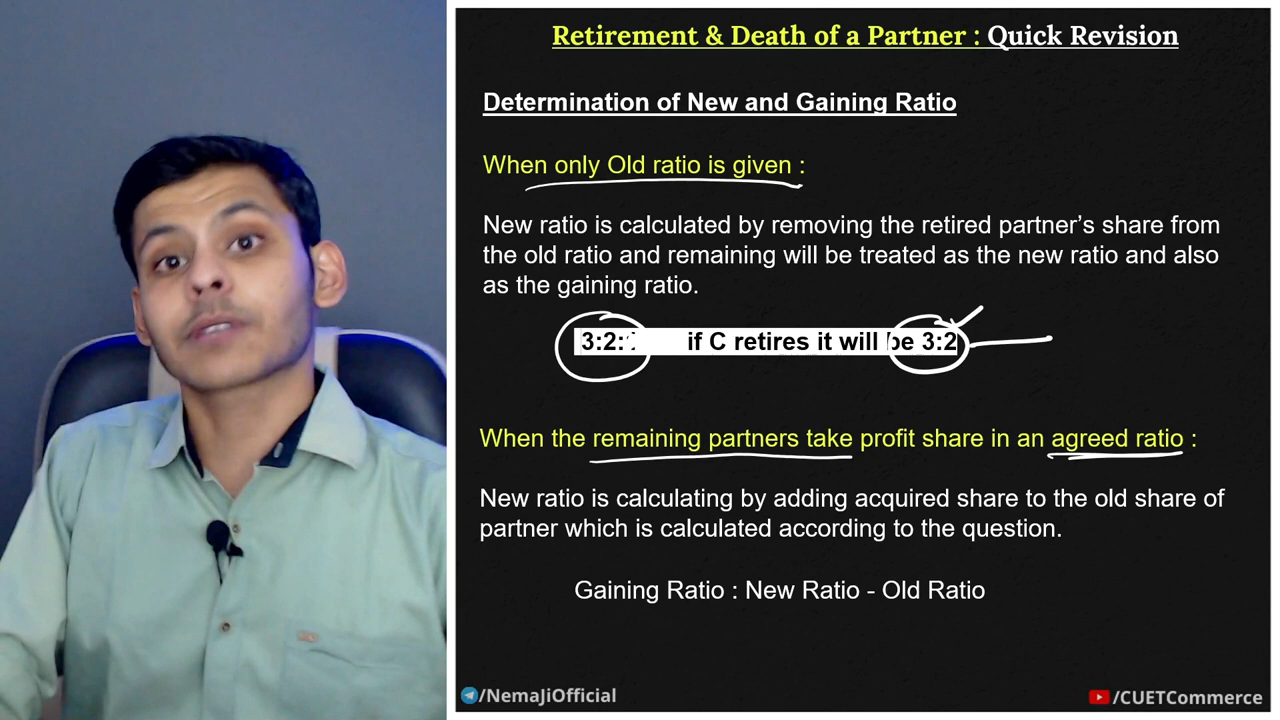 Retirement & Death of a Partner : Quick Revision
Determination of New and Gaining Ratio
When only Old ratio is given :
New ratio is calculated by removing the retired partner's share from
the old ratio and remaining will be treated as the new ratio and also
as the gaining ratio.
3:2: if C retires it will be 3:2
When the remaining partners take profit share in an agreed ratio :
New ratio is calculating by adding acquired share to the old share of
partner which is calculated according to the question.
Gaining Ratio : New Ratio - Old Ratio
/NemaJiOfficial
/CUETCommerce